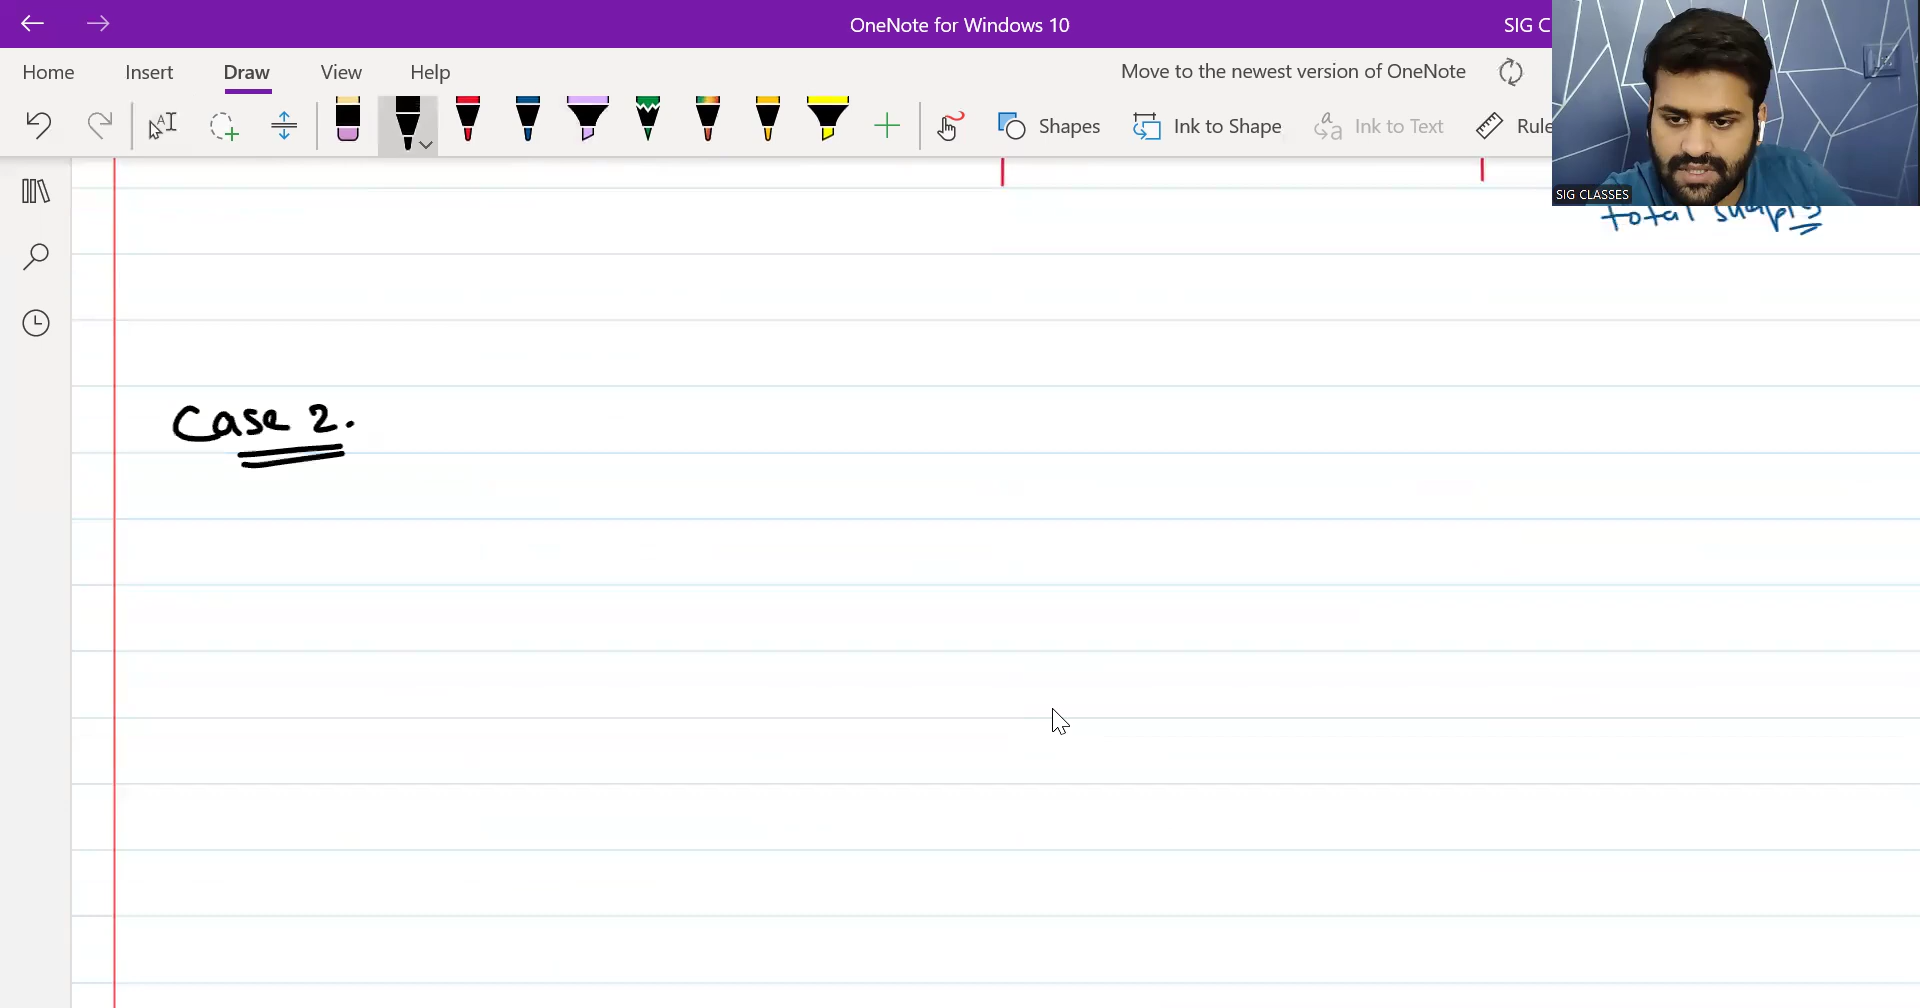 OneNote for Windows 10
SIG C
Home Insert Draw View Help
Move to the newest version of OneNote
Shapes
Ink to Shape
Ink to Text
Rule
SIG CLASSES
total
Case 2.